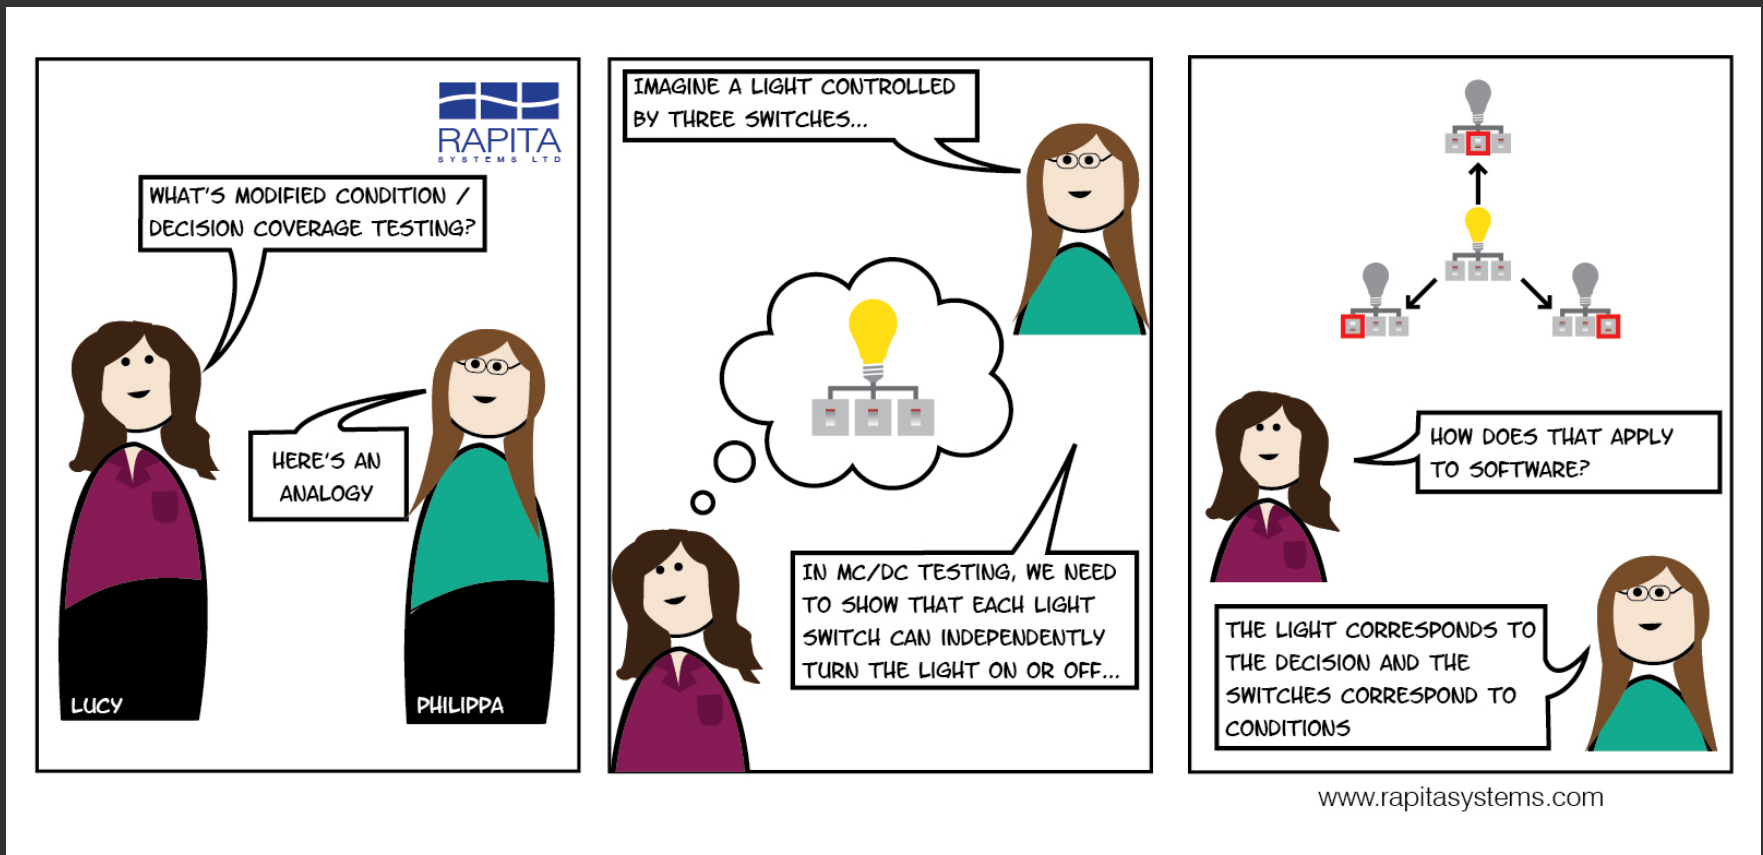 RAPITA
SYSTEMS LTD
WHAT'S MODIFIED CONDITION /
DECISION COVERAGE TESTING?
HERE'S AN
ANALOGY
LUCY
PHILIPPA
IMAGINE A LIGHT CONTROLLED
BY THREE SWITCHES...
IN MC/DC TESTING, WE NEED
TO SHOW THAT EACH LIGHT
SWITCH CAN INDEPENDENTLY
TURN THE LIGHT ON OR OFF...
HOW DOES THAT APPLY
TO SOFTWARE?
THE LIGHT CORRESPONDS TO
THE DECISION AND THE
SWITCHES CORRESPOND TO
CONDITIONS
www.rapitasystems.com